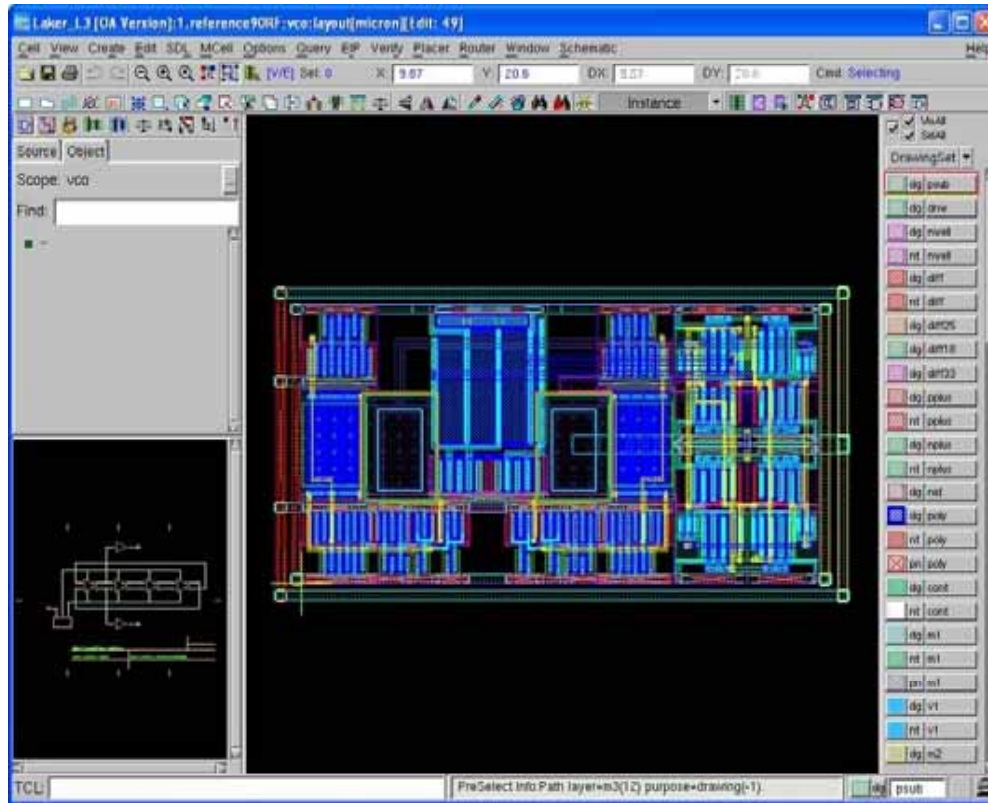 Laker_L3 [OA Version]:1.reference90RF:vco:layout[micron][Edit: 49]
Cell View Create Edit SDL MCell Options Query EIP Verify Placer Router Window Schematic Help
[V/E] Sel: 0 X: 9.87 Y: 20.6 DX: DY: Cmd: Selecting
Instance
VisAll
SelAll
Source Object
DrawingSet
Scope: vco
Find:
dg psub
dg dnw
dg nwell
nt nwell
dg diff
nt diff
dg diff25
dg diff18
dg diff33
dg pplus
nt pplus
dg nplus
nt nplus
dg poly
nt poly
pn poly
dg cont
nt cont
dg m1
nt m1
pn m1
dg v1
nt v1
dg m2
TCL:
PreSelect Info:Path layer=m3(12) purpose=drawing(-1)
dg psub